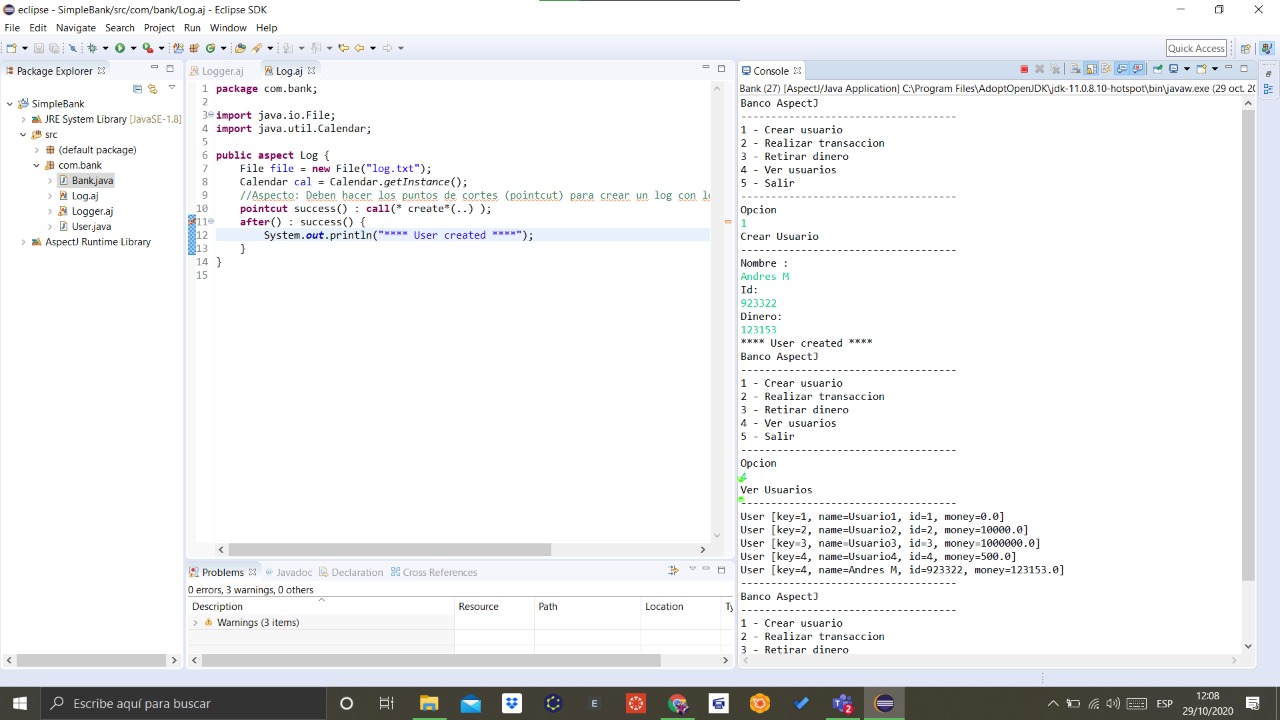 eclipse - SimpleBank/src/com/bank/Log.aj - Eclipse SDK
File Edit Navigate Search Project Run Window Help
Quick Access
Package Explorer
SimpleBank
JRE System Library [JavaSE-1.8]
src
(default package)
com.bank
Bank.java
Log.aj
Logger.aj
User.java
AspectJ Runtime Library
Logger.aj Log.aj
1 package com.bank;
2
3 import java.io.File;
4 import java.util.Calendar;
5
6 public aspect Log {
7 File file = new File("log.txt");
8 Calendar cal = Calendar.getInstance();
9 //Aspecto: Deben hacer los puntos de cortes (pointcut) para crear un log con
10 pointcut success() : call(* create*(..) );
11 after() : success() {
12 System.out.println("**** User created ****");
13 }
14 }
15
Problems Javadoc Declaration Cross References
0 errors, 3 warnings, 0 others
Description Resource Path Location
Warnings (3 items)
Console
Bank (27) [AspectJ/Java Application] C:\Program Files\AdoptOpenJDK\jdk-11.0.8.10-hotspot\bin\javaw.exe (29 oct. 20
Banco AspectJ
-----------------------------------
1 - Crear usuario
2 - Realizar transaccion
3 - Retirar dinero
4 - Ver usuarios
5 - Salir
-----------------------------------
Opcion
1
Crear Usuario
-----------------------------------
Nombre :
Andres M
Id:
923322
Dinero:
123153
**** User created ****
Banco AspectJ
-----------------------------------
1 - Crear usuario
2 - Realizar transaccion
3 - Retirar dinero
4 - Ver usuarios
5 - Salir
-----------------------------------
Opcion
4
Ver Usuarios
-----------------------------------
User [key=1, name=Usuario1, id=1, money=0.0]
User [key=2, name=Usuario2, id=2, money=10000.0]
User [key=3, name=Usuario3, id=3, money=1000000.0]
User [key=4, name=Usuario4, id=4, money=500.0]
User [key=4, name=Andres M, id=923322, money=123153.0]
-----------------------------------
Banco AspectJ
-----------------------------------
1 - Crear usuario
2 - Realizar transaccion
3 - Retirar dinero
Escribe aquí para buscar
ESP
12:08
29/10/2020